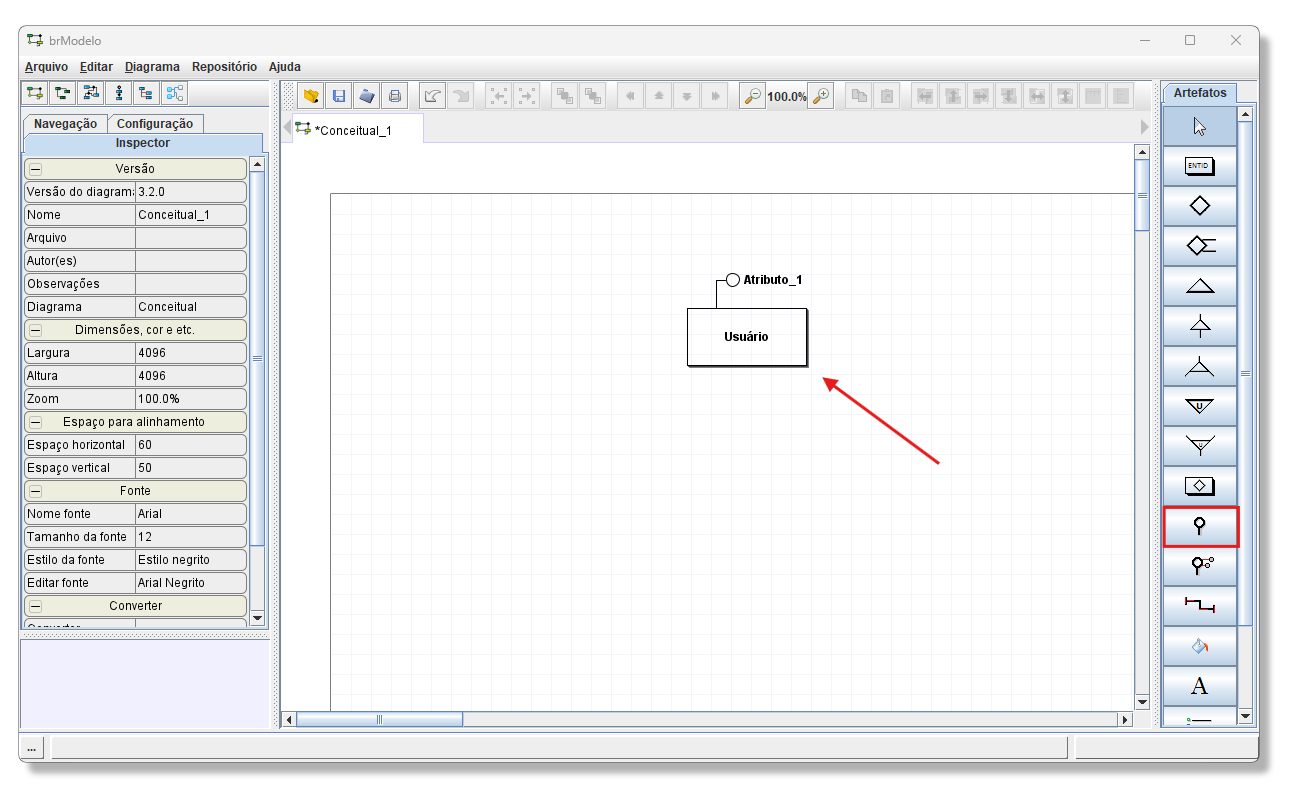 brModelo
Arquivo Editar Diagrama Repositório Ajuda
100.0%
Artefatos
Navegação Configuração
Inspector
*Conceitual_1
Versão
Versão do diagram 3.2.0
Nome Conceitual_1
Arquivo
Autor(es)
Observações
Diagrama Conceitual
Dimensões, cor e etc.
Largura 4096
Altura 4096
Zoom 100.0%
Espaço para alinhamento
Espaço horizontal 60
Espaço vertical 50
Fonte
Nome fonte Arial
Tamanho da fonte 12
Estilo da fonte Estilo negrito
Editar fonte Arial Negrito
Converter
Atributo_1
Usuário
ENTID
U
U
A
...